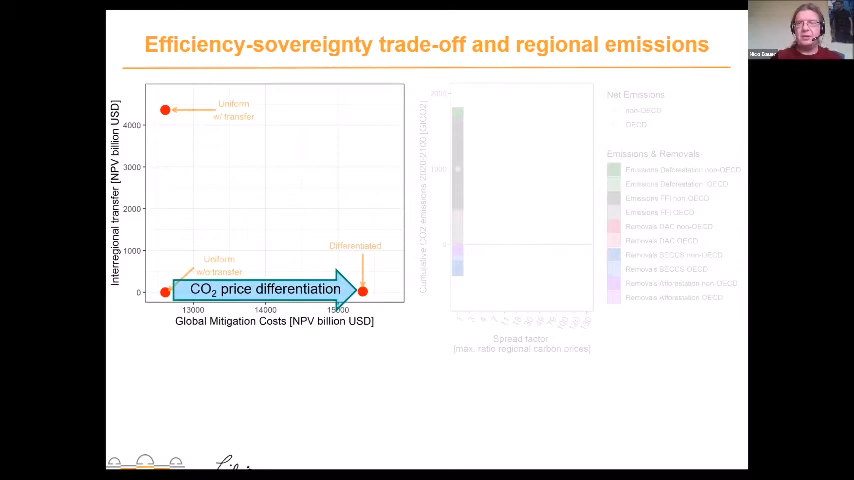 Efficiency-sovereignty trade-off and regional emissions
Nico Bauer
Interregional transfer [NPV billion USD]
4000
3000
2000
1000
0
Uniform
w/ transfer
Uniform
w/o transfer
Differentiated
CO2 price differentiation
13000
14000
15000
Global Mitigation Costs [NPV billion USD]
Cumulative CO2 emissions 2020-2100 [GtCO2]
1000
0
1
Spread factor
[max. ratio regional carbon prices]
Net Emissions
non-OECD
OECD
Emissions & Removals
Emissions Deforestation non-OECD
Emissions Deforestation OECD
Emissions FFI non-OECD
Emissions FFI OECD
Removals DAC non-OECD
Removals DAC OECD
Removals BECCS non-OECD
Removals BECCS OECD
Removals Afforestation non-OECD
Removals Afforestation OECD